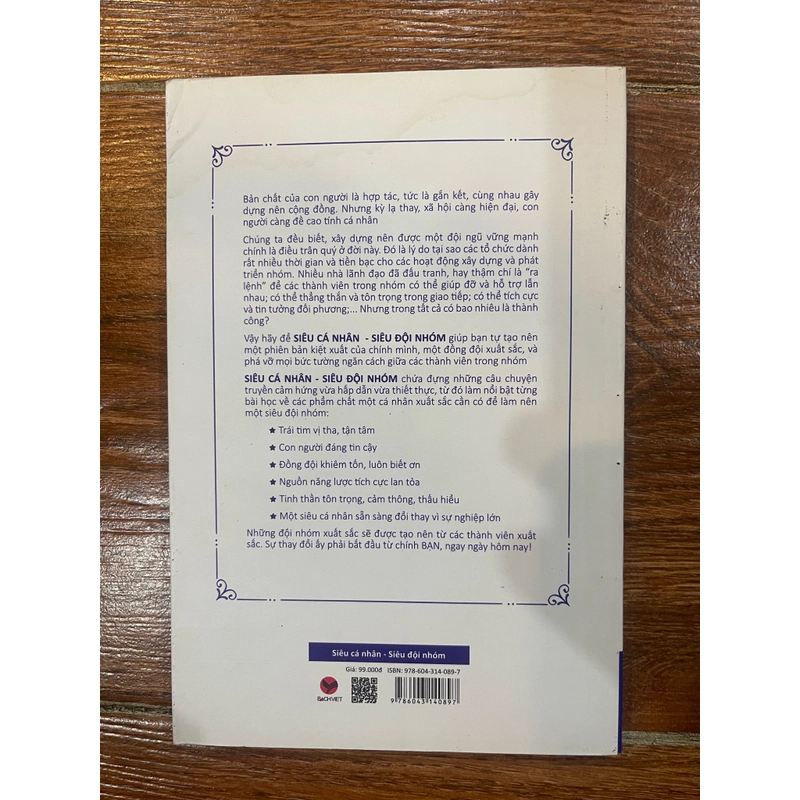 Bản chất của con người là hợp tác, tức là gắn kết, cùng nhau gây
dựng nên cộng đồng. Nhưng kỳ lạ thay, xã hội càng hiện đại, con
người càng đề cao tính cá nhân
Chúng ta đều biết, xây dựng nên được một đội ngũ vững mạnh
chính là điều trân quý ở đời này. Đó là lý do tại sao các tổ chức dành
rất nhiều thời gian và tiền bạc cho các hoạt động xây dựng và phát
triển nhóm. Nhiều nhà lãnh đạo đã đấu tranh, hay thậm chí là "ra
lệnh" để các thành viên trong nhóm có thể giúp đỡ và hỗ trợ lẫn
nhau; có thể thẳng thắn và tôn trọng trong giao tiếp; có thể tích cực
và tin tưởng đối phương;... Nhưng trong tất cả có bao nhiêu là thành
công?
Vậy hãy để SIÊU CÁ NHÂN - SIÊU ĐỘI NHÓM giúp bạn tự tạo nên
một phiên bản kiệt xuất của chính mình, một đồng đội xuất sắc, và
phá vỡ mọi bức tường ngăn cách giữa các thành viên trong nhóm
SIÊU CÁ NHÂN - SIÊU ĐỘI NHÓM chứa đựng những câu chuyện
truyền cảm hứng vừa hấp dẫn vừa thiết thực, từ đó làm nổi bật từng
bài học về các phẩm chất một cá nhân xuất sắc cần có để làm nên
một siêu đội nhóm:
★ Trái tim vị tha, tận tâm
★ Con người đáng tin cậy
★ Đồng đội khiêm tốn, luôn biết ơn
★ Nguồn năng lượng tích cực lan tỏa
★ Tinh thần tôn trọng, cảm thông, thấu hiểu
★ Một siêu cá nhân sẵn sàng đổi thay vì sự nghiệp lớn
Những đội nhóm xuất sắc sẽ được tạo nên từ các thành viên xuất
sắc. Sự thay đổi ấy phải bắt đầu từ chính BẠN, ngay ngày hôm nay!
Siêu cá nhân - Siêu đội nhóm
Giá: 99.000đ ISBN: 978-604-314-089-7
BẠCHVIỆT
9 786043 140897